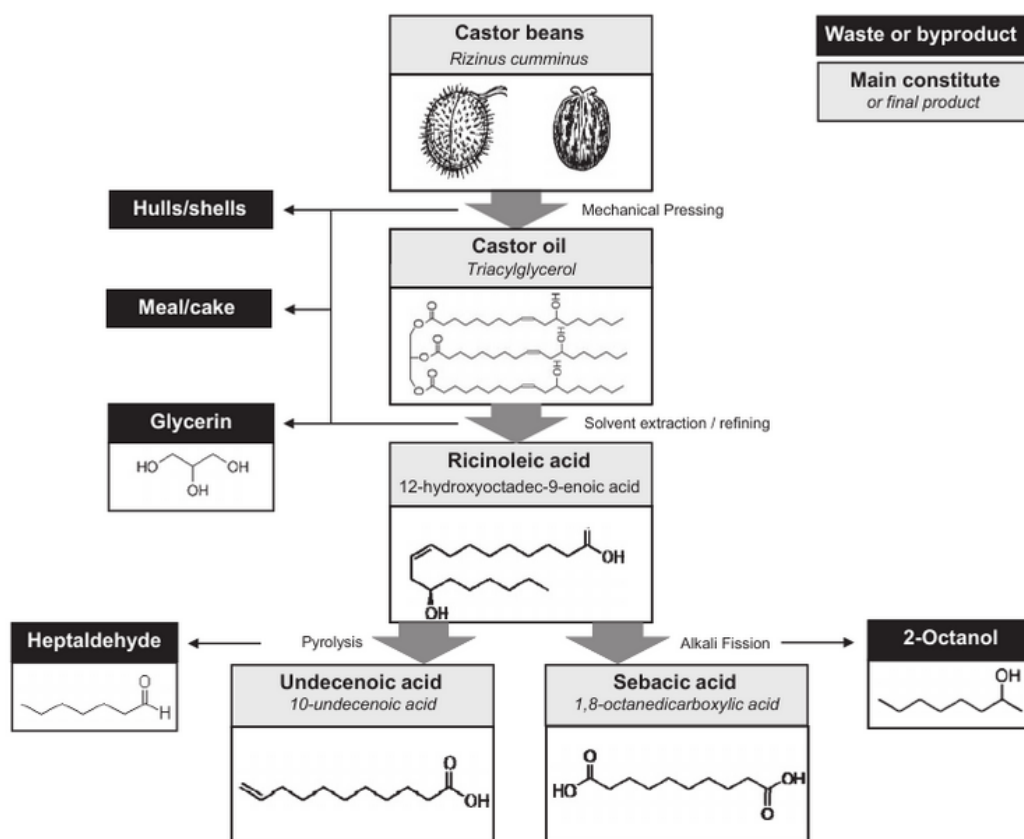 Castor beans
Rizinus cumminus
Waste or byproduct
Main constitute
or final product
Hulls/shells
Mechanical Pressing
Castor oil
Triacylglycerol
Meal/cake
HO
HO
HO
O
O
O
O
O
O
Glycerin
Solvent extraction / refining
HO
OH
OH
Ricinoleic acid
12-hydroxyoctadec-9-enoic acid
OH
OH
Heptaldehyde
Pyrolysis
Alkali Fission
2-Octanol
O
H
Undecenoic acid
10-undecenoic acid
Sebacic acid
1,8-octanedicarboxylic acid
OH
O
OH
O
HO
OH
O